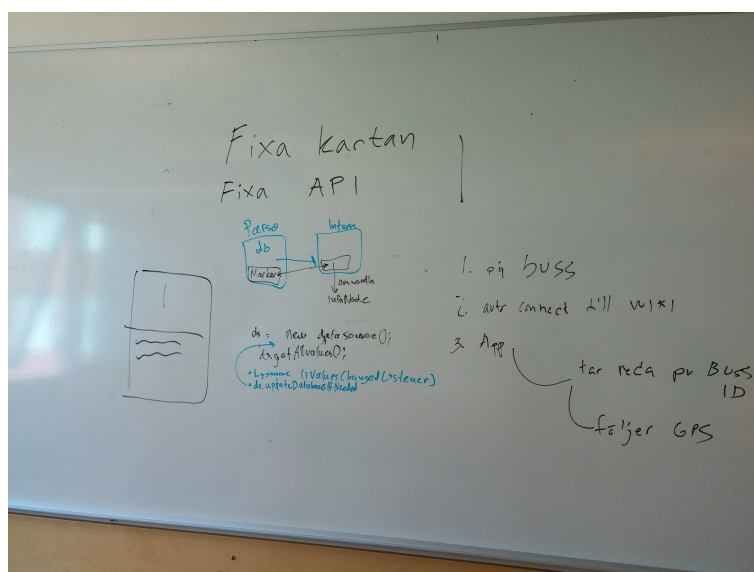 Fixa kartan
Fixa API
Parse
Intern
db
Marker
omvandla
InfoNode
ds = new datasource();
ds.getAllvalues();
Lyssnare (iValuesChangedListener)
ds.updateDatabaseIfNeeded
1. på buss
2. auto connect till WIFI
3. App
tar reda på BUSS
ID
följer GPS